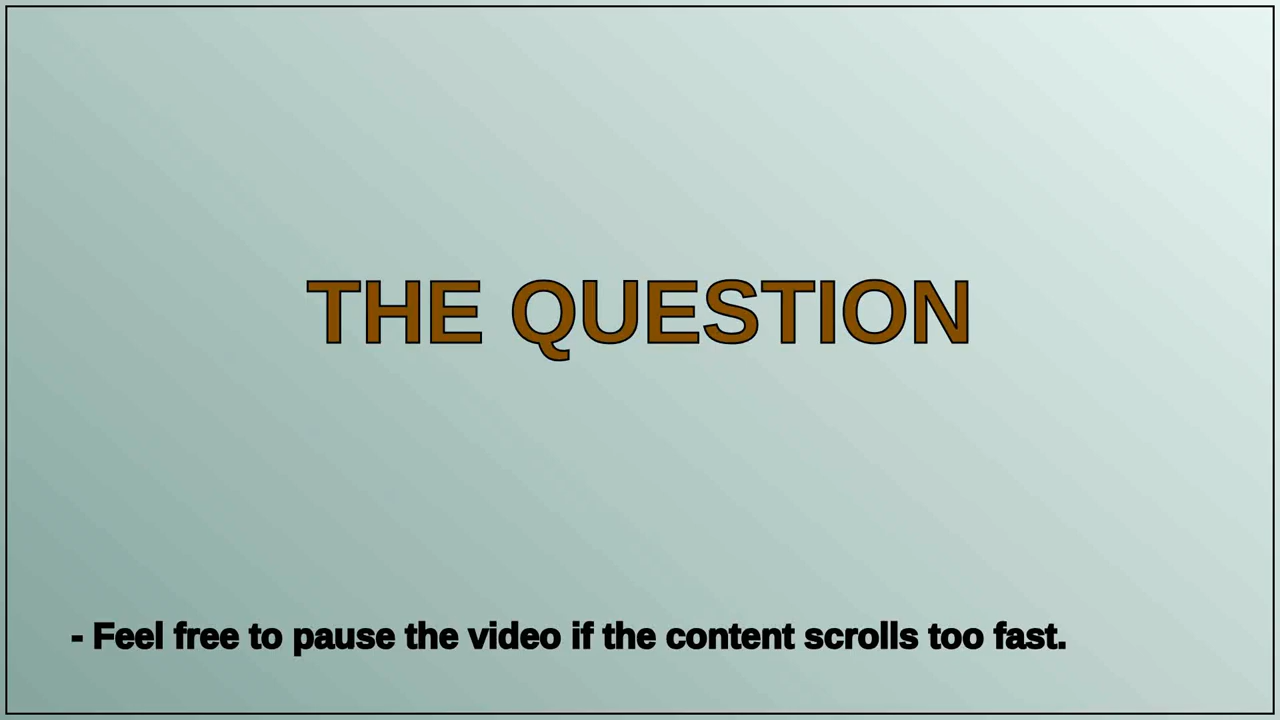 THE QUESTION
- Feel free to pause the video if the content scrolls too fast.